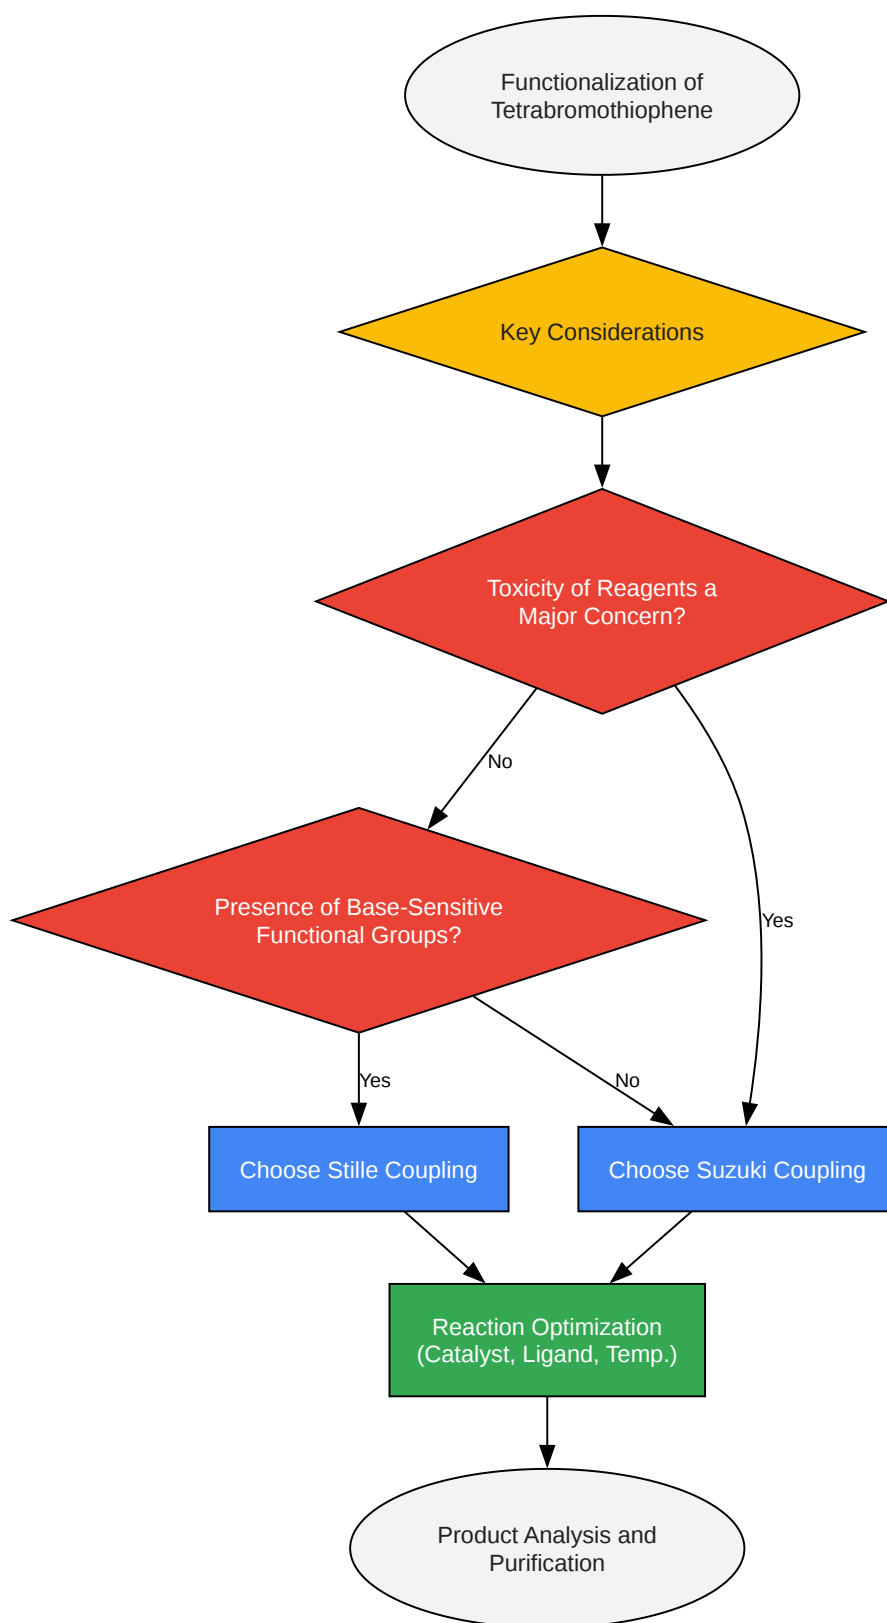 Functionalization of
Tetrabromothiophene
Key Considerations
Toxicity of Reagents a
Major Concern?
No
Presence of Base-Sensitive
Functional Groups?
Yes
Yes
No
Choose Stille Coupling
Choose Suzuki Coupling
Reaction Optimization
(Catalyst, Ligand, Temp.)
Product Analysis and
Purification